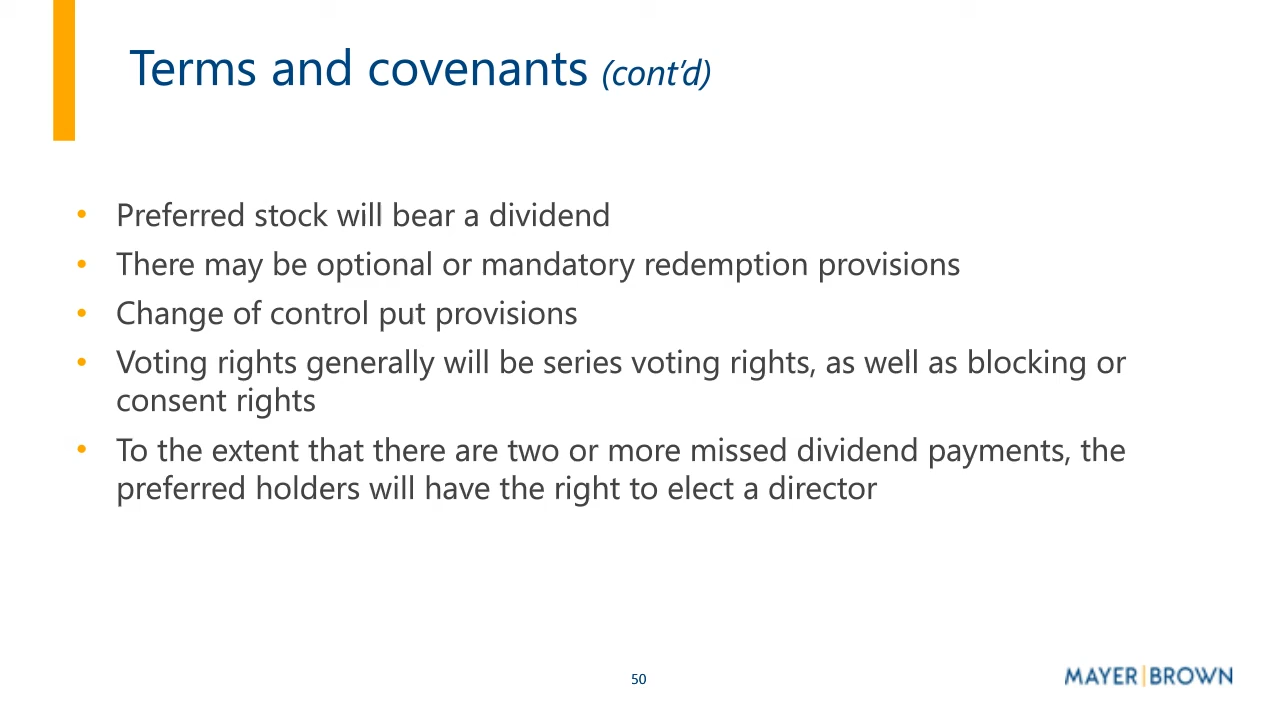 Terms and covenants (cont’d)
• Preferred stock will bear a dividend
• There may be optional or mandatory redemption provisions
• Change of control put provisions
• Voting rights generally will be series voting rights, as well as blocking or
consent rights
• To the extent that there are two or more missed dividend payments, the
preferred holders will have the right to elect a director
50
MAYER|BROWN